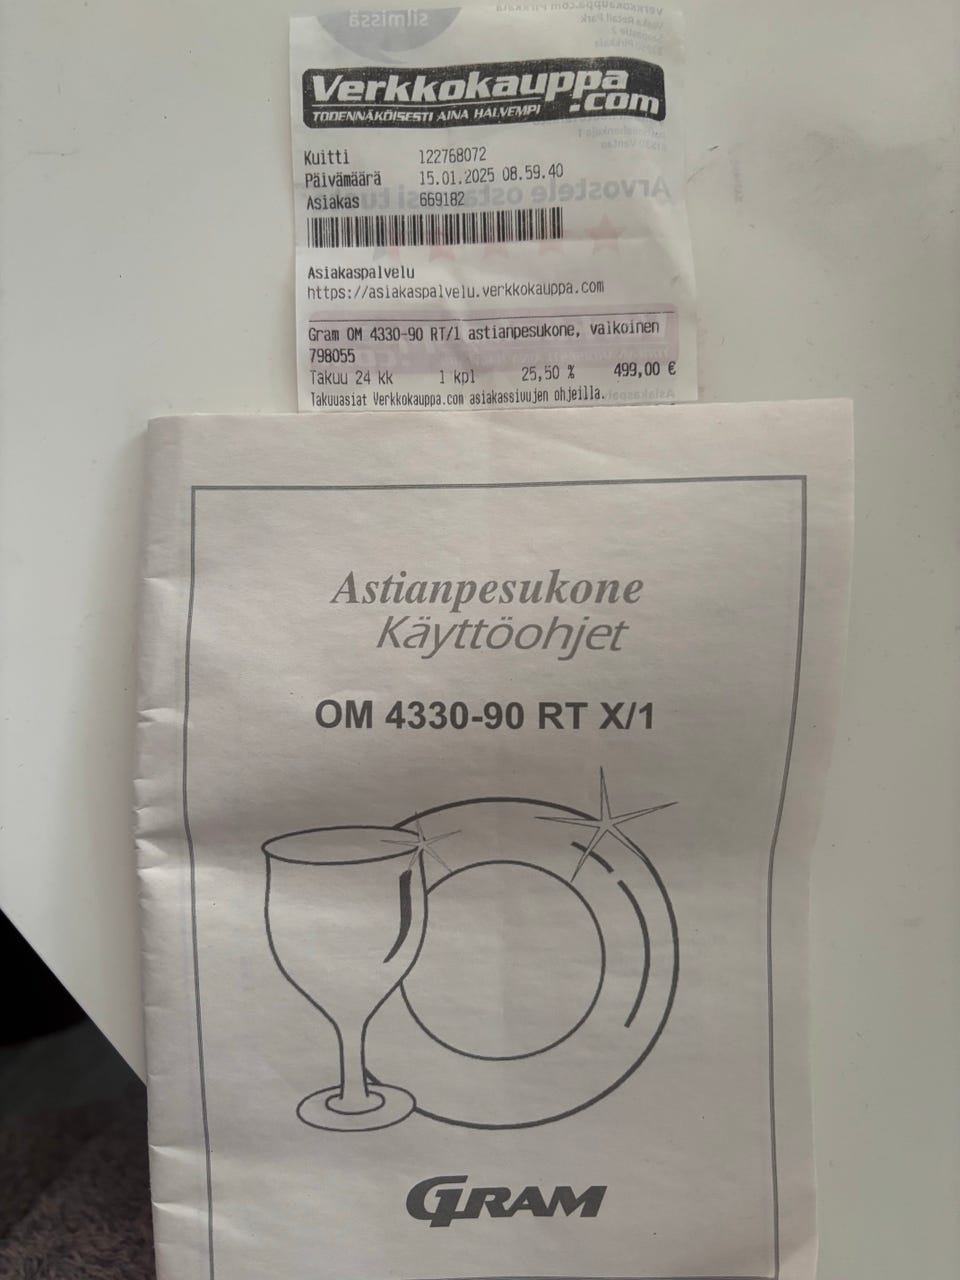 Verkkokauppa
.com
TODENNÄKÖISESTI AINA HALVEMPI
Kuitti 122768072
Päivämäärä 15.01.2025 08.59.40
Asiakas 669182
Asiakaspalvelu
https://asiakaspalvelu.verkkokauppa.com
Gram OM 4330-90 RT/1 astianpesukone, valkoinen
798055
Takuu 24 kk 1 kpl 25,50 % 499,00 €
Takuuasiat Verkkokauppa.com asiakassivujen ohjeilla.
Astianpesukone
Käyttöohjet
OM 4330-90 RT X/1
GRAM